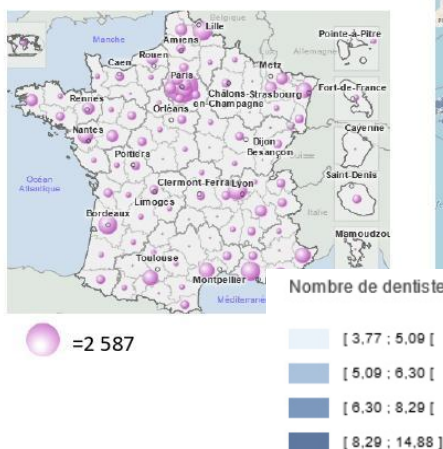 Belgique
Lille
Manche
Amiens
Rouen
Caen
Paris
Metz
Allemagne
Châlons-
en-Champagne
Strasbourg
Rennes
Orléans
Nantes
Dijon
Besançon
Suisse
Poitiers
Océan
Atlantique
Clermont-Ferra
Lyon
Limoges
Italie
Bordeaux
Toulouse
Montpellier
Méditerrané
Pointe-à-Pitre
Fort-de-France
Cayenne
Saint-Denis
Mamoudzou
=2 587
Nombre de dentiste
[ 3,77 ; 5,09 [
[ 5,09 ; 6,30 [
[ 6,30 ; 8,29 [
[ 8,29 ; 14,88 ]